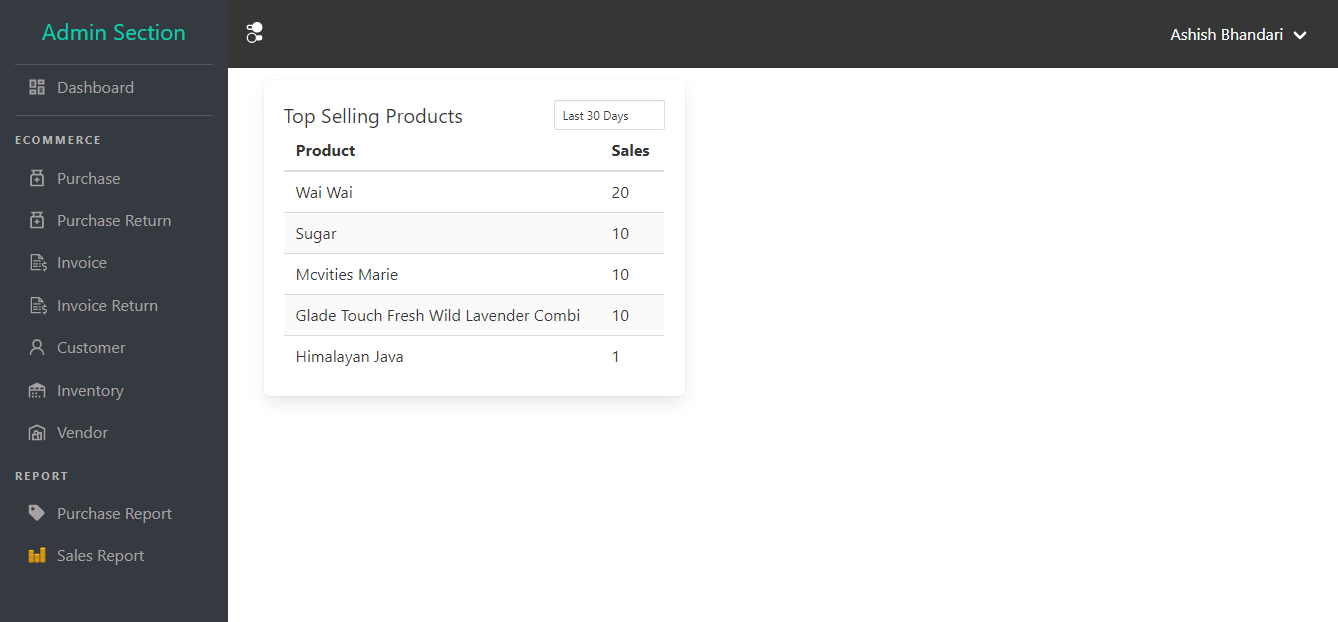 Admin Section
Ashish Bhandari
Dashboard
ECOMMERCE
Purchase
Purchase Return
Invoice
Invoice Return
Customer
Inventory
Vendor
REPORT
Purchase Report
Sales Report
Top Selling Products
Last 30 Days
Product Sales
Wai Wai 20
Sugar 10
Mcvities Marie 10
Glade Touch Fresh Wild Lavender Combi 10
Himalayan Java 1